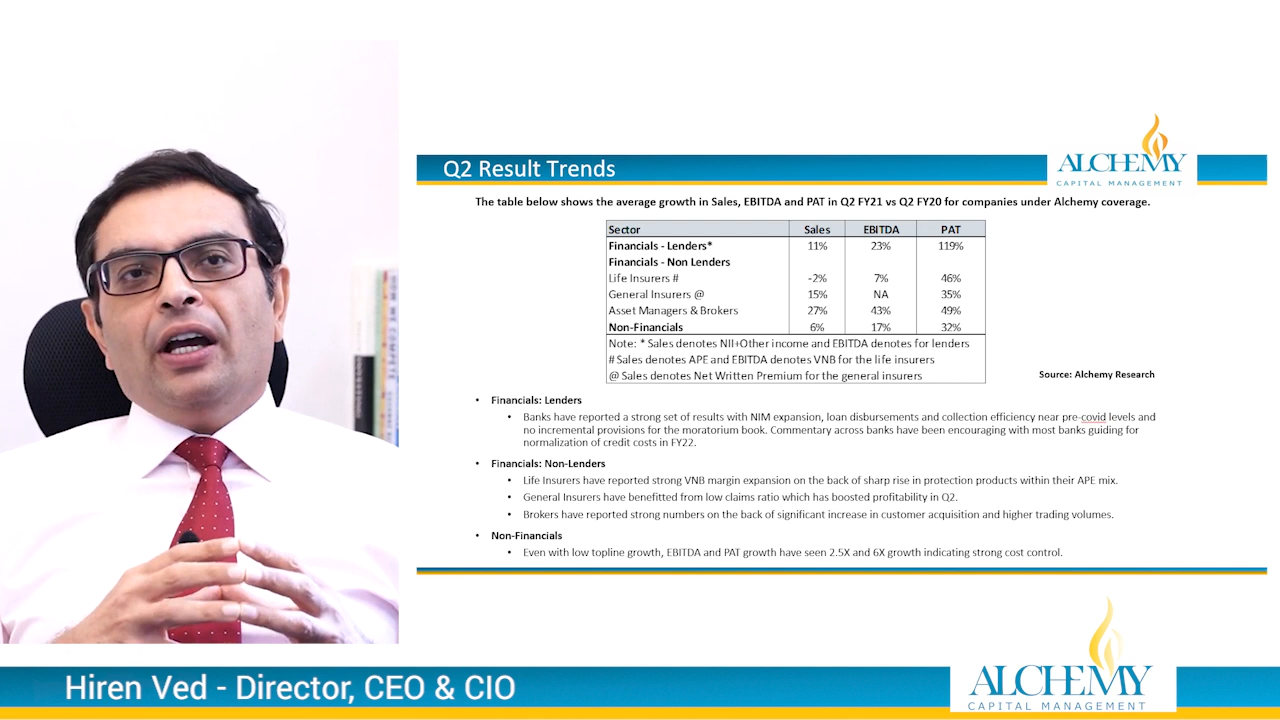 Q2 Result Trends
ALCHEMY
CAPITAL MANAGEMENT
The table below shows the average growth in Sales, EBITDA and PAT in Q2 FY21 vs Q2 FY20 for companies under Alchemy coverage.
Sector Sales EBITDA PAT
Financials - Lenders* 11% 23% 119%
Financials - Non Lenders
Life Insurers # -2% 7% 46%
General Insurers @ 15% NA 35%
Asset Managers & Brokers 27% 43% 49%
Non-Financials 6% 17% 32%
Note: * Sales denotes NII+Other income and EBITDA denotes for lenders
# Sales denotes APE and EBITDA denotes VNB for the life insurers
@ Sales denotes Net Written Premium for the general insurers
Source: Alchemy Research
• Financials: Lenders
• Banks have reported a strong set of results with NIM expansion, loan disbursements and collection efficiency near pre-covid levels and
no incremental provisions for the moratorium book. Commentary across banks have been encouraging with most banks guiding for
normalization of credit costs in FY22.
• Financials: Non-Lenders
• Life Insurers have reported strong VNB margin expansion on the back of sharp rise in protection products within their APE mix.
• General Insurers have benefitted from low claims ratio which has boosted profitability in Q2.
• Brokers have reported strong numbers on the back of significant increase in customer acquisition and higher trading volumes.
• Non-Financials
• Even with low topline growth, EBITDA and PAT growth have seen 2.5X and 6X growth indicating strong cost control.
Hiren Ved - Director, CEO & CIO
ALCHEMY
CAPITAL MANAGEMENT